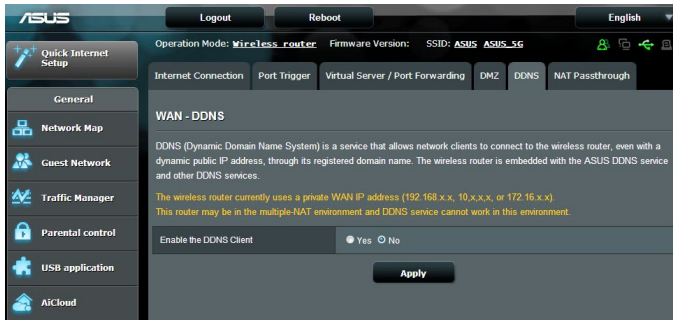 ASUS
Logout
Reboot
English
Quick Internet Setup
Operation Mode: Wireless router Firmware Version: SSID: ASUS ASUS_5G
Internet Connection
Port Trigger
Virtual Server / Port Forwarding
DMZ
DDNS
NAT Passthrough
General
Network Map
Guest Network
Traffic Manager
Parental control
USB application
AiCloud
WAN - DDNS
DDNS (Dynamic Domain Name System) is a service that allows network clients to connect to the wireless router, even with a
dynamic public IP address, through its registered domain name. The wireless router is embedded with the ASUS DDNS service
and other DDNS services.
The wireless router currently uses a private WAN IP address (192.168.x.x, 10,x,x,x, or 172.16.x.x).
This router may be in the multiple-NAT environment and DDNS service cannot work in this environment.
Enable the DDNS Client
Yes No
Apply